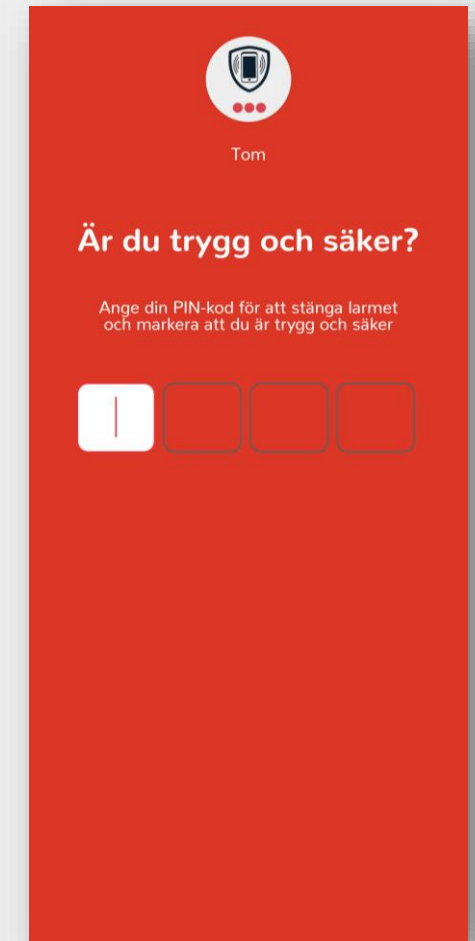 Tom
Är du trygg och säker?
Ange din PIN-kod för att stänga larmet
och markera att du är trygg och säker